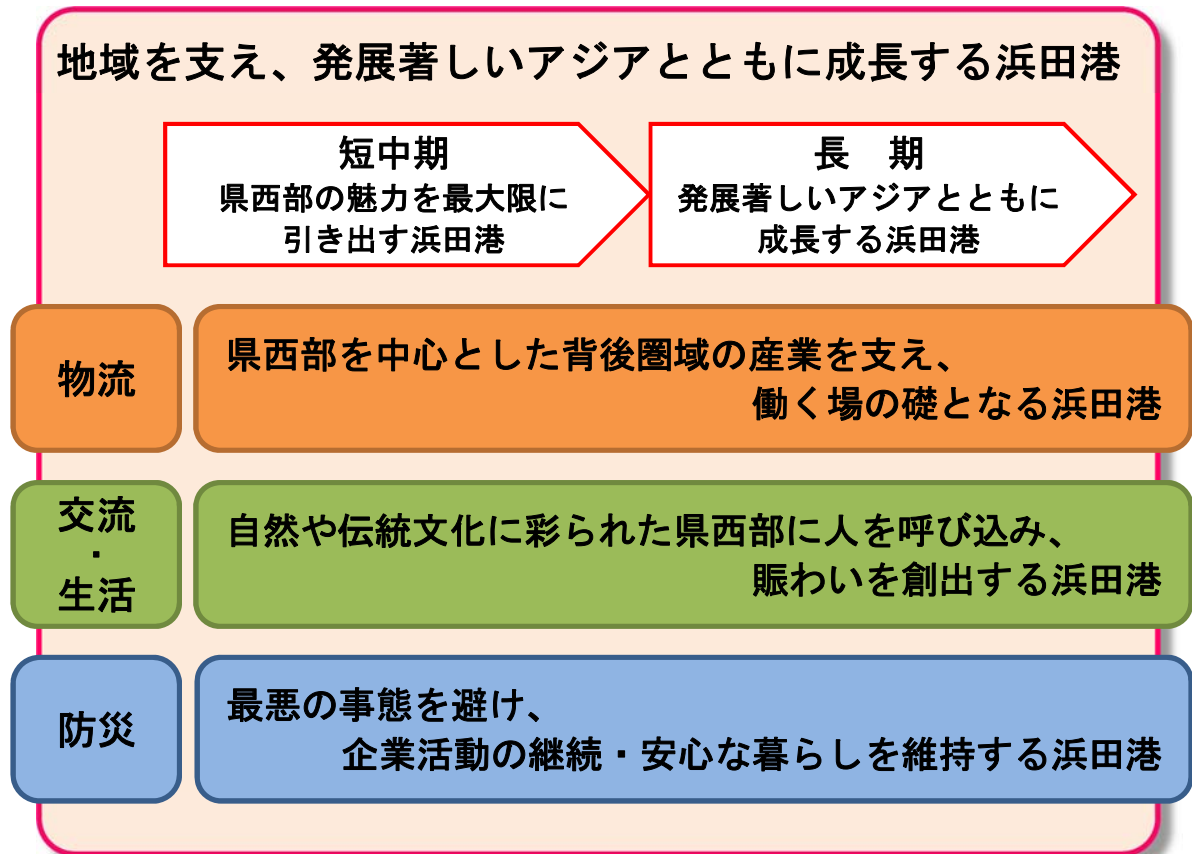 地域を支え、発展著しいアジアとともに成長する浜田港
短中期
県西部の魅力を最大限に
引き出す浜田港
長　期
発展著しいアジアとともに
成長する浜田港
物流
県西部を中心とした背後圏域の産業を支え、
働く場の礎となる浜田港
交流
・
生活
自然や伝統文化に彩られた県西部に人を呼び込み、
賑わいを創出する浜田港
防災
最悪の事態を避け、
企業活動の継続・安心な暮らしを維持する浜田港